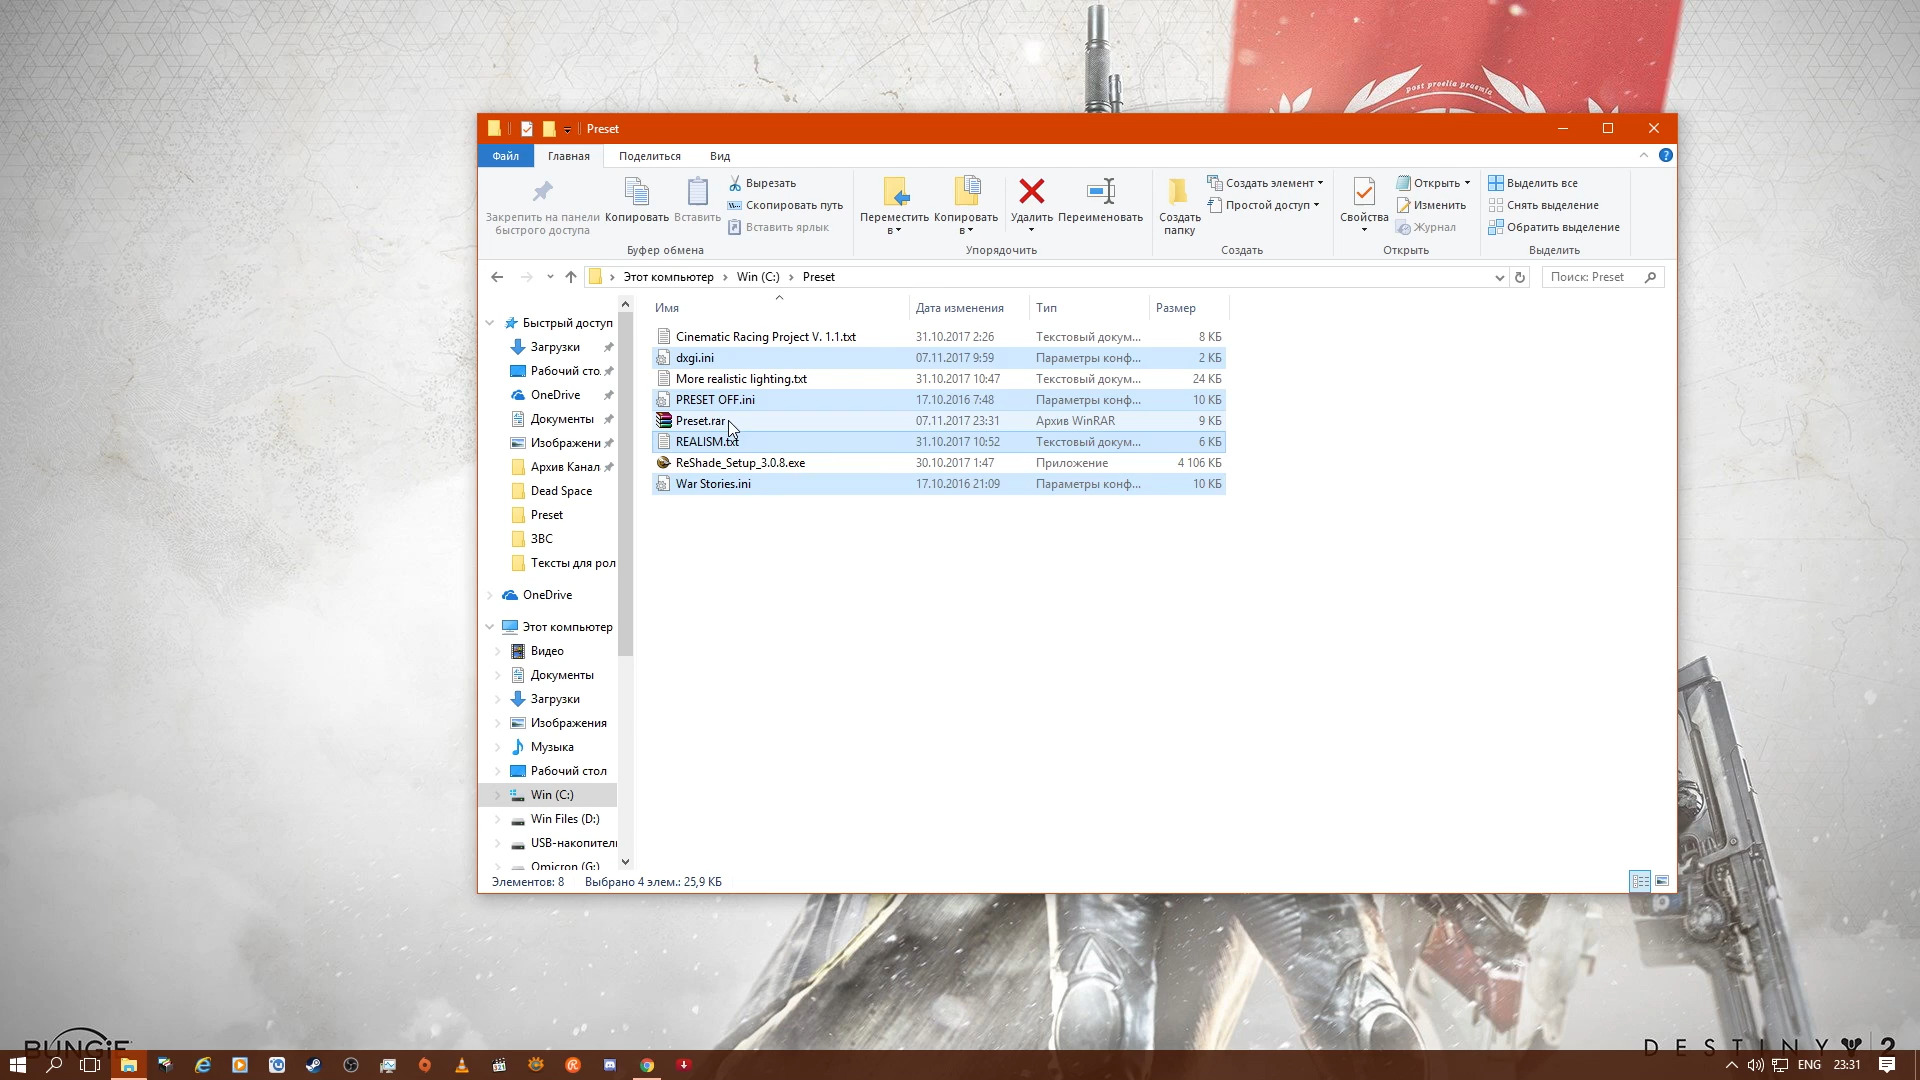 post proelia praemia
Preset
Файл
Главная
Поделиться
Вид
Закрепить на панели быстрого доступа
Копировать
Вставить
Вырезать
Скопировать путь
Вставить ярлык
Буфер обмена
Переместить в
Копировать в
Удалить
Переименовать
Упорядочить
Создать папку
Создать элемент
Простой доступ
Создать
Свойства
Открыть
Изменить
Журнал
Открыть
Выделить все
Снять выделение
Обратить выделение
Выделить
Этот компьютер
Win (C:)
Preset
Поиск: Preset
Быстрый доступ
Загрузки
Рабочий сто.
OneDrive
Документы
Изображени
Архив Канал
Dead Space
Preset
ЗВС
Тексты для рол
OneDrive
Этот компьютер
Видео
Документы
Загрузки
Изображения
Музыка
Рабочий стол
Win (C:)
Win Files (D:)
USB-накопител
Omicron (G:)
Имя Дата изменения Тип Размер
Cinematic Racing Project V. 1.1.txt 31.10.2017 2:26 Текстовый докум... 8 КБ
dxgi.ini 07.11.2017 9:59 Параметры конф... 2 КБ
More realistic lighting.txt 31.10.2017 10:47 Текстовый докум... 24 КБ
PRESET OFF.ini 17.10.2016 7:48 Параметры конф... 10 КБ
Preset.rar 07.11.2017 23:31 Архив WinRAR 9 КБ
REALISM.txt 31.10.2017 10:52 Текстовый докум... 6 КБ
ReShade_Setup_3.0.8.exe 30.10.2017 1:47 Приложение 4 106 КБ
War Stories.ini 17.10.2016 21:09 Параметры конф... 10 КБ
Элементов: 8 Выбрано 4 элем.: 25,9 КБ
BUNGiE
DESTINY 2
321
ENG 23:31